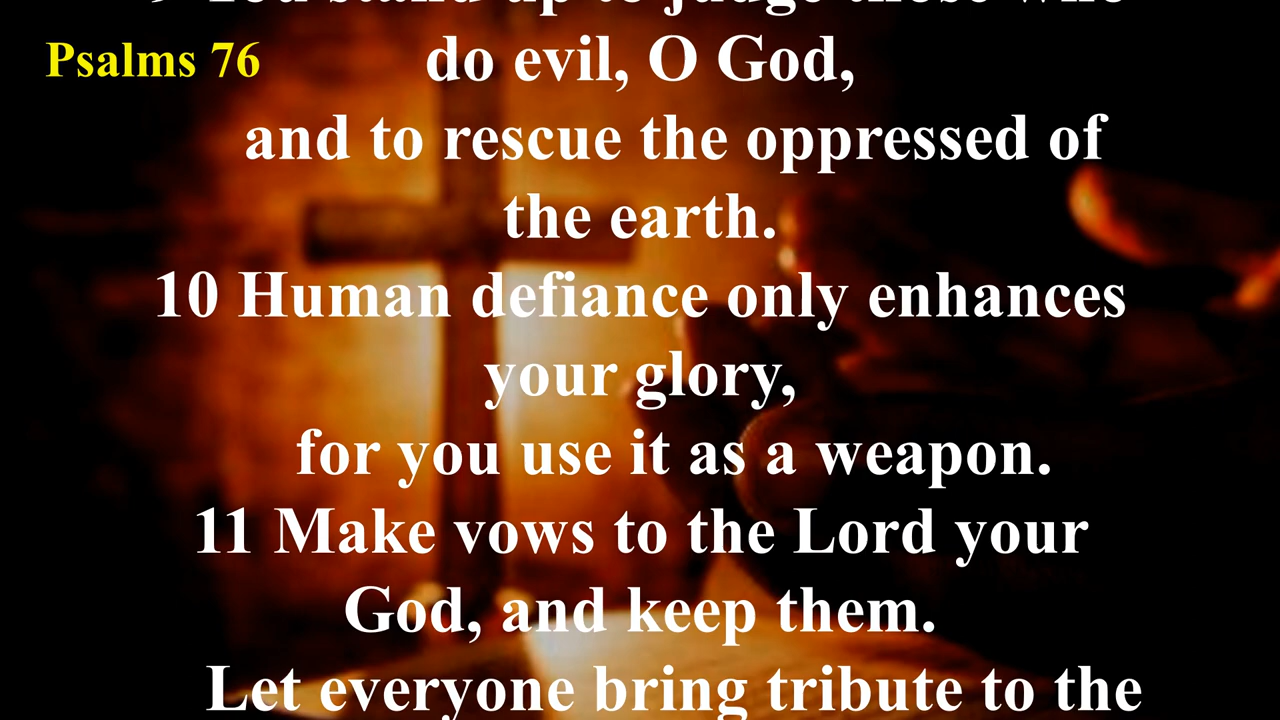 Psalms 76
do evil, O God,
and to rescue the oppressed of
the earth.
10 Human defiance only enhances
your glory,
for you use it as a weapon.
11 Make vows to the Lord your
God, and keep them.
Let everyone bring tribute to the